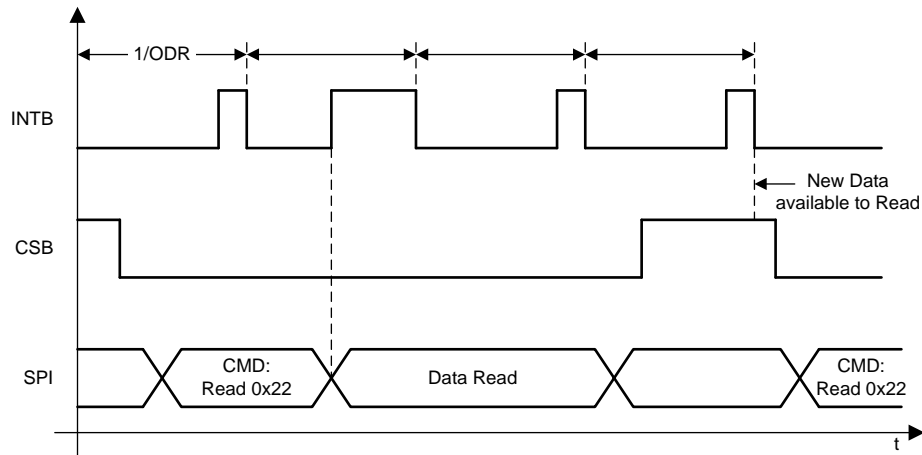 1/ODR
INTB
New Data
available to Read
CSB
CMD:
Read 0x22
Data Read
CMD:
Read 0x22
SPI
t